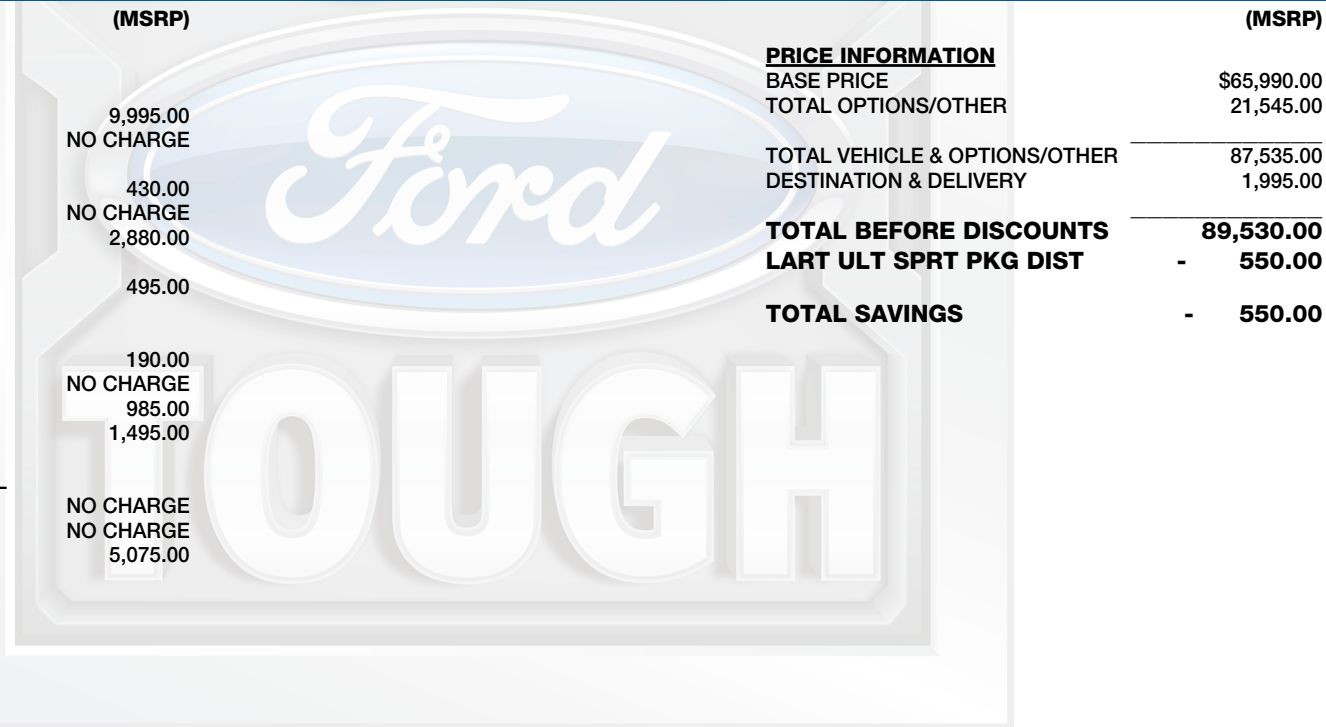 (MSRP)
9,995.00
NO CHARGE
430.00
NO CHARGE
2,880.00
495.00
190.00
NO CHARGE
985.00
1,495.00
NO CHARGE
NO CHARGE
5,075.00
Ford
TOUGH
(MSRP)
PRICE INFORMATION
BASE PRICE $65,990.00
TOTAL OPTIONS/OTHER 21,545.00
TOTAL VEHICLE & OPTIONS/OTHER 87,535.00
DESTINATION & DELIVERY 1,995.00
TOTAL BEFORE DISCOUNTS 89,530.00
LART ULT SPRT PKG DIST - 550.00
TOTAL SAVINGS - 550.00